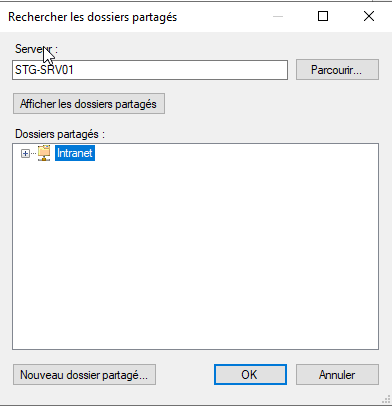 Rechercher les dossiers partagés
Serveur :
STG-SRV01
Parcourir...
Afficher les dossiers partagés
Dossiers partagés :
Intranet
Nouveau dossier partagé...
OK
Annuler